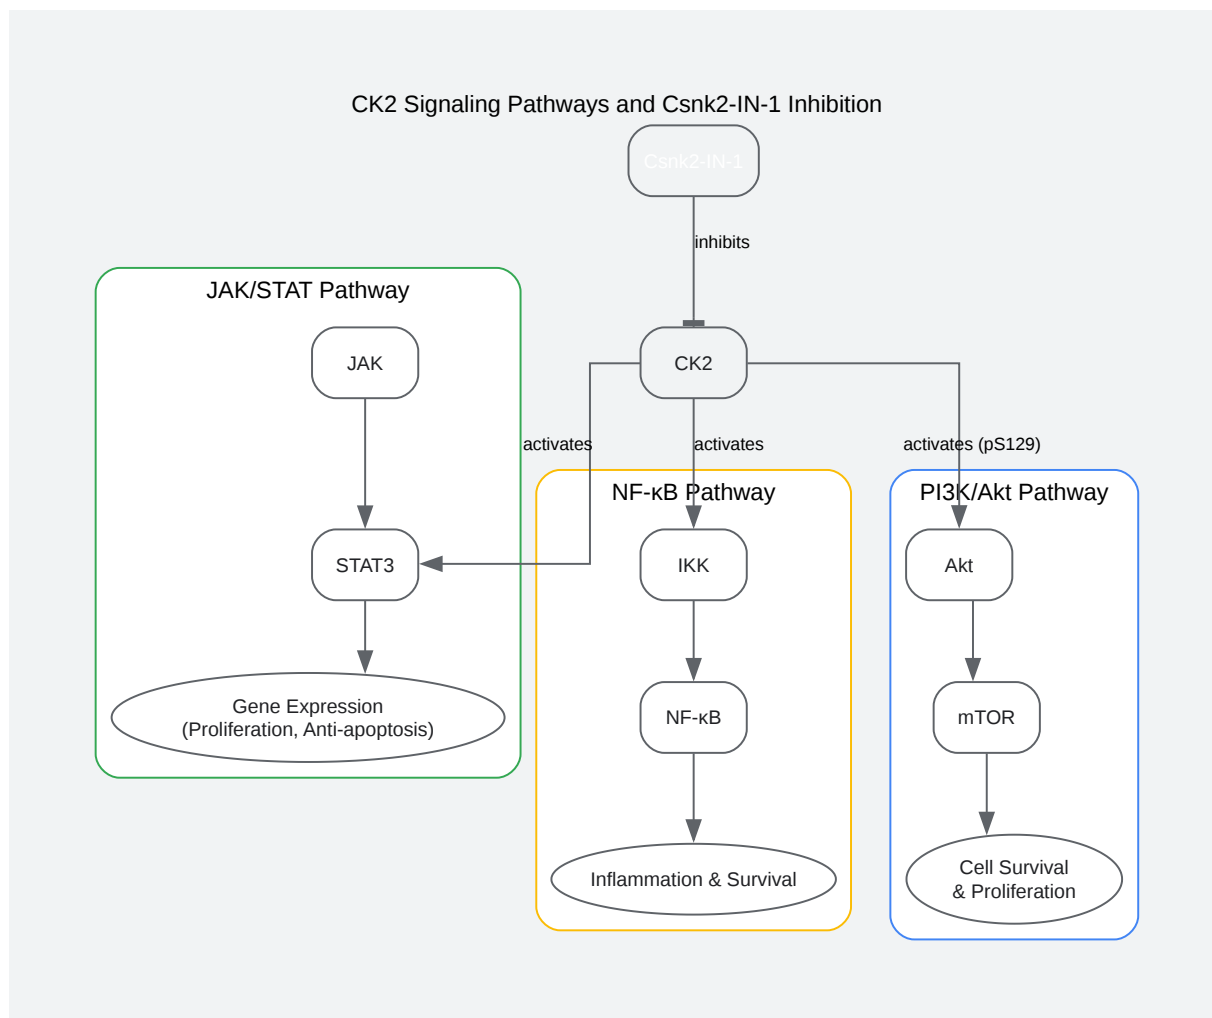 CK2 Signaling Pathways and Csnk2-IN-1 Inhibition
Csnk2-IN-1
inhibits
JAK/STAT Pathway
JAK
CK2
activates
activates
activates (pS129)
NF-κB Pathway
PI3K/Akt Pathway
STAT3
IKK
Akt
Gene Expression
(Proliferation, Anti-apoptosis)
NF-κB
mTOR
Inflammation & Survival
Cell Survival
& Proliferation